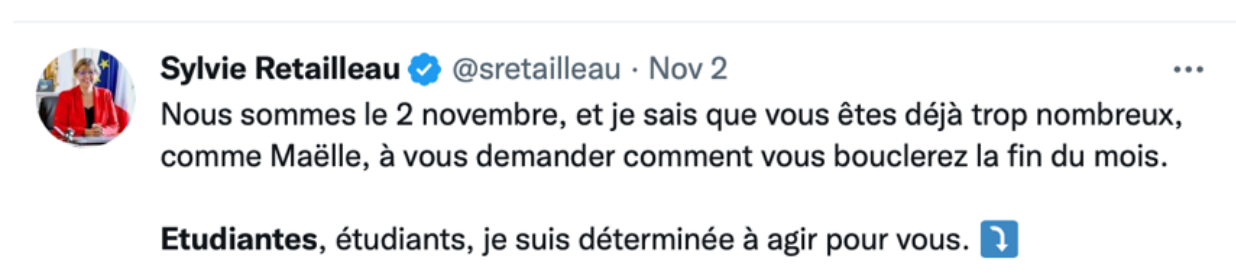 Sylvie Retailleau @sretailleau · Nov 2
Nous sommes le 2 novembre, et je sais que vous êtes déjà trop nombreux,
comme Maëlle, à vous demander comment vous bouclerez la fin du mois.
Etudiantes, étudiants, je suis déterminée à agir pour vous. ⤵️